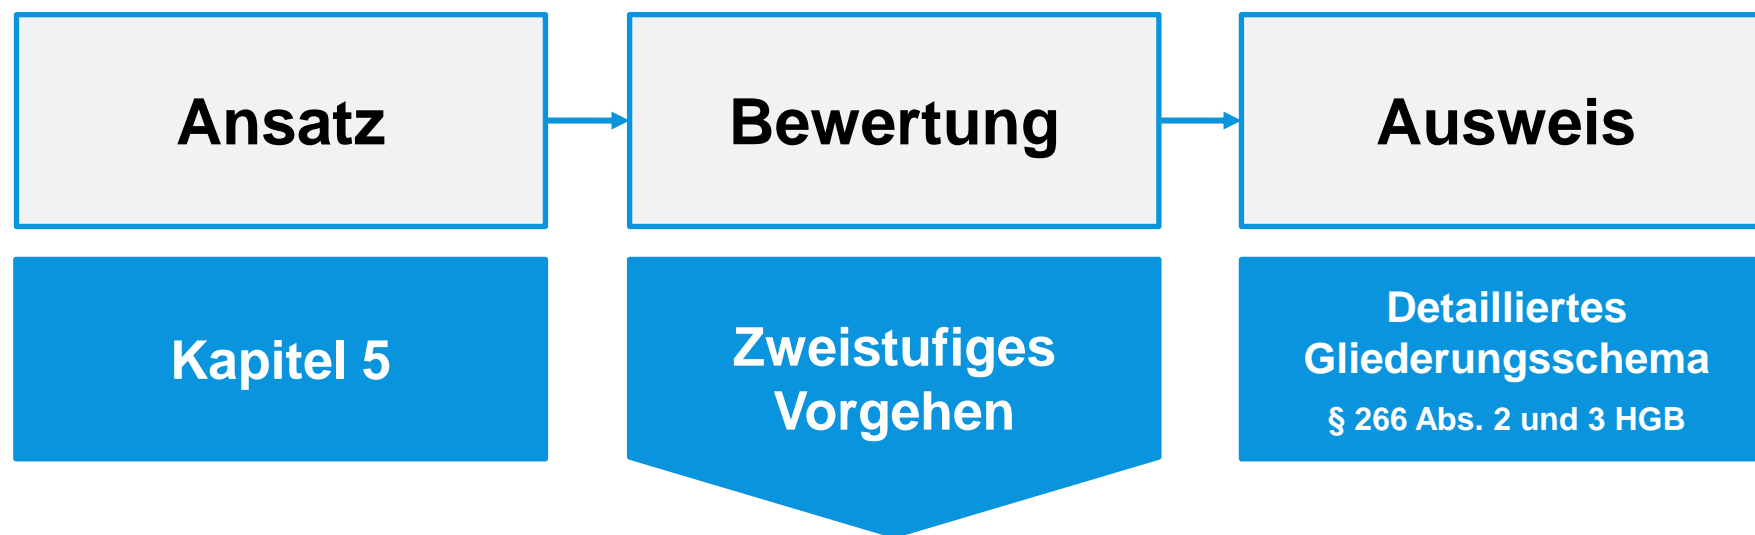 Ansatz
Bewertung
Ausweis
Kapitel 5
Zweistufiges
Vorgehen
Detailliertes
Gliederungsschema
§ 266 Abs. 2 und 3 HGB